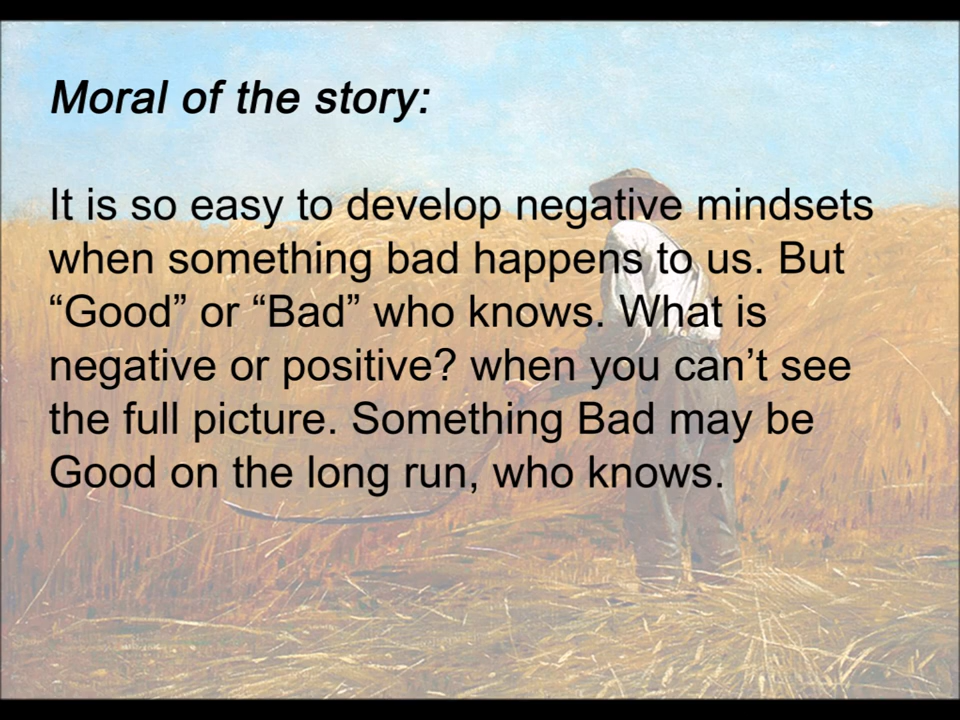 Moral of the story:
It is so easy to develop negative mindsets
when something bad happens to us. But
“Good” or “Bad” who knows. What is
negative or positive? when you can’t see
the full picture. Something Bad may be
Good on the long run, who knows.